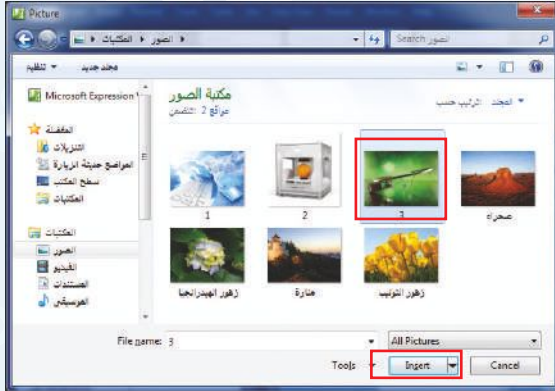 Picture
المكتبات ▸ الصور
Search الصور
تنظيم ▾ مجلد جديد
Microsoft Expression
مكتبة الصور
2 مواقع
الترتيب حسب المجلد ▾
المفضلة
التنزيلات
المواضع حديثة الزيارة
سطح المكتب
المكتبات
المكتبات
الصور
الفيديو
المستندات
الموسيقى
1
2
3
صحراء
زهور الهيدرانجيا
منارة
زهور التوليب
File name: 3
All Pictures
Tools
Insert
Cancel